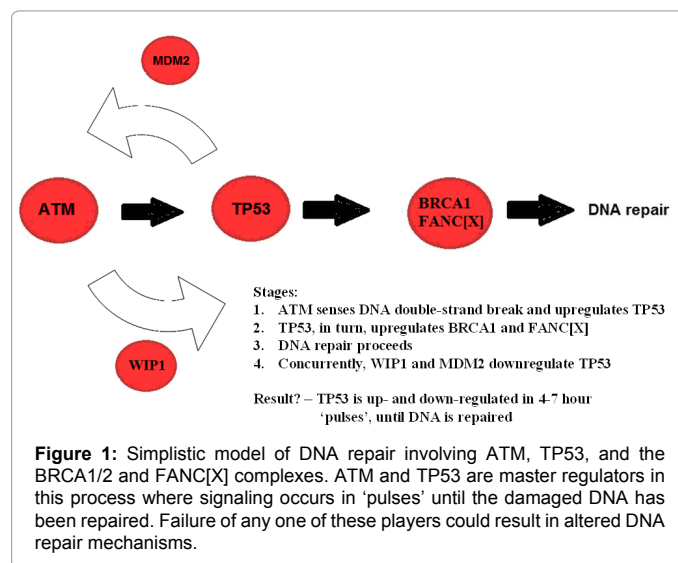 MDM2
ATM
TP53
BRCA1
FANC[X]
DNA repair
WIP1
Stages:
1. ATM senses DNA double-strand break and upregulates TP53
2. TP53, in turn, upregulates BRCA1 and FANC[X]
3. DNA repair proceeds
4. Concurrently, WIP1 and MDM2 downregulate TP53
Result? – TP53 is up- and down-regulated in 4-7 hour
‘pulses’, until DNA is repaired
Figure 1: Simplistic model of DNA repair involving ATM, TP53, and the
BRCA1/2 and FANC[X] complexes. ATM and TP53 are master regulators in
this process where signaling occurs in ‘pulses’ until the damaged DNA has
been repaired. Failure of any one of these players could result in altered DNA
repair mechanisms.